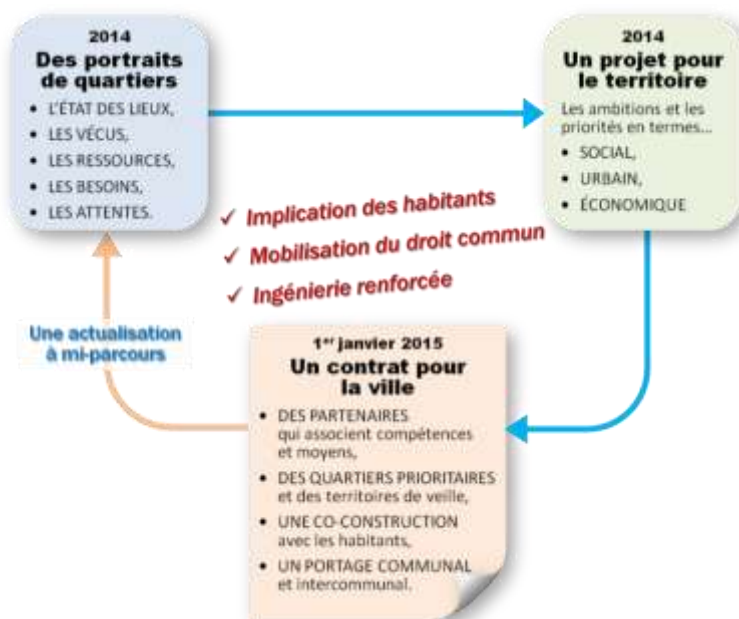 2014
Des portraits
de quartiers
• L'ÉTAT DES LIEUX,
• LES VÉCUS,
• LES RESSOURCES,
• LES BESOINS,
• LES ATTENTES.
2014
Un projet pour
le territoire
Les ambitions et les
priorités en termes...
• SOCIAL,
• URBAIN,
• ÉCONOMIQUE
✓ Implication des habitants
✓ Mobilisation du droit commun
✓ Ingénierie renforcée
Une actualisation
à mi-parcours
1er janvier 2015
Un contrat pour
la ville
• DES PARTENAIRES
qui associent compétences
et moyens,
• DES QUARTIERS PRIORITAIRES
et des territoires de veille,
• UNE CO-CONSTRUCTION
avec les habitants,
• UN PORTAGE COMMUNAL
et intercommunal.